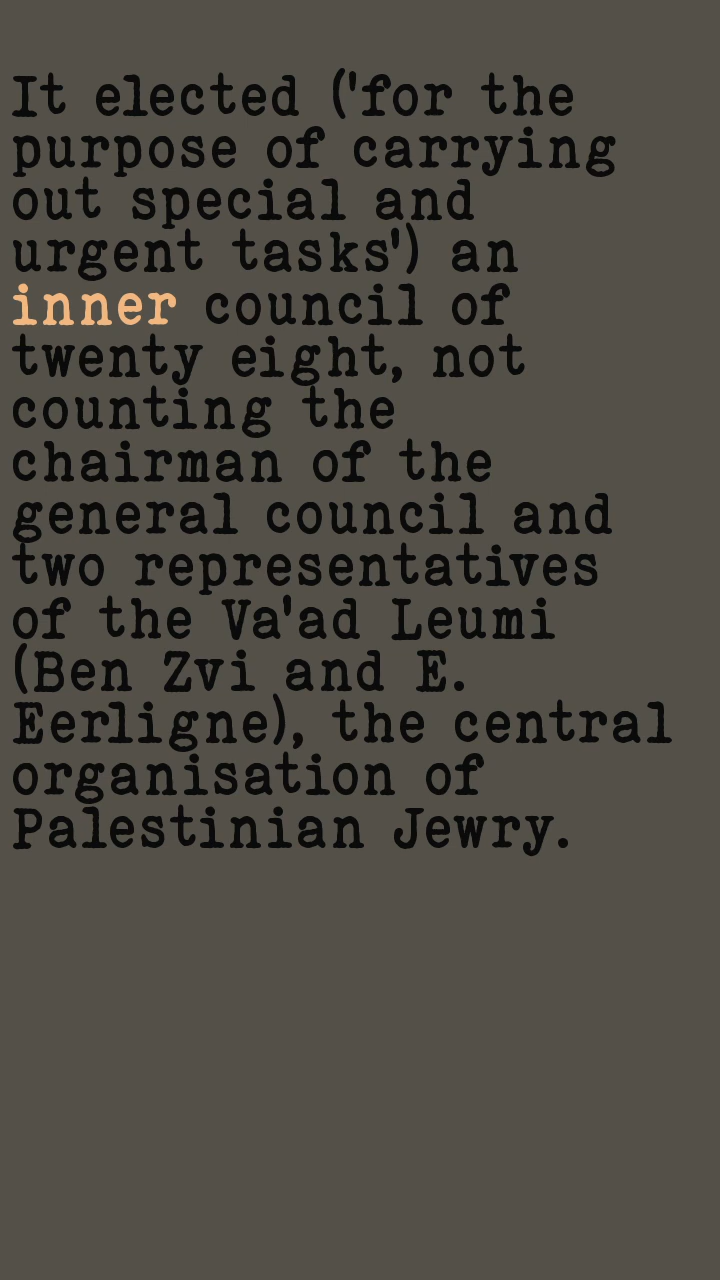 It elected ('for the
purpose of carrying
out special and
urgent tasks') an
inner council of
twenty eight, not
counting the
chairman of the
general council and
two representatives
of the Va'ad Leumi
(Ben Zvi and E.
Eerligne), the central
organisation of
Palestinian Jewry.